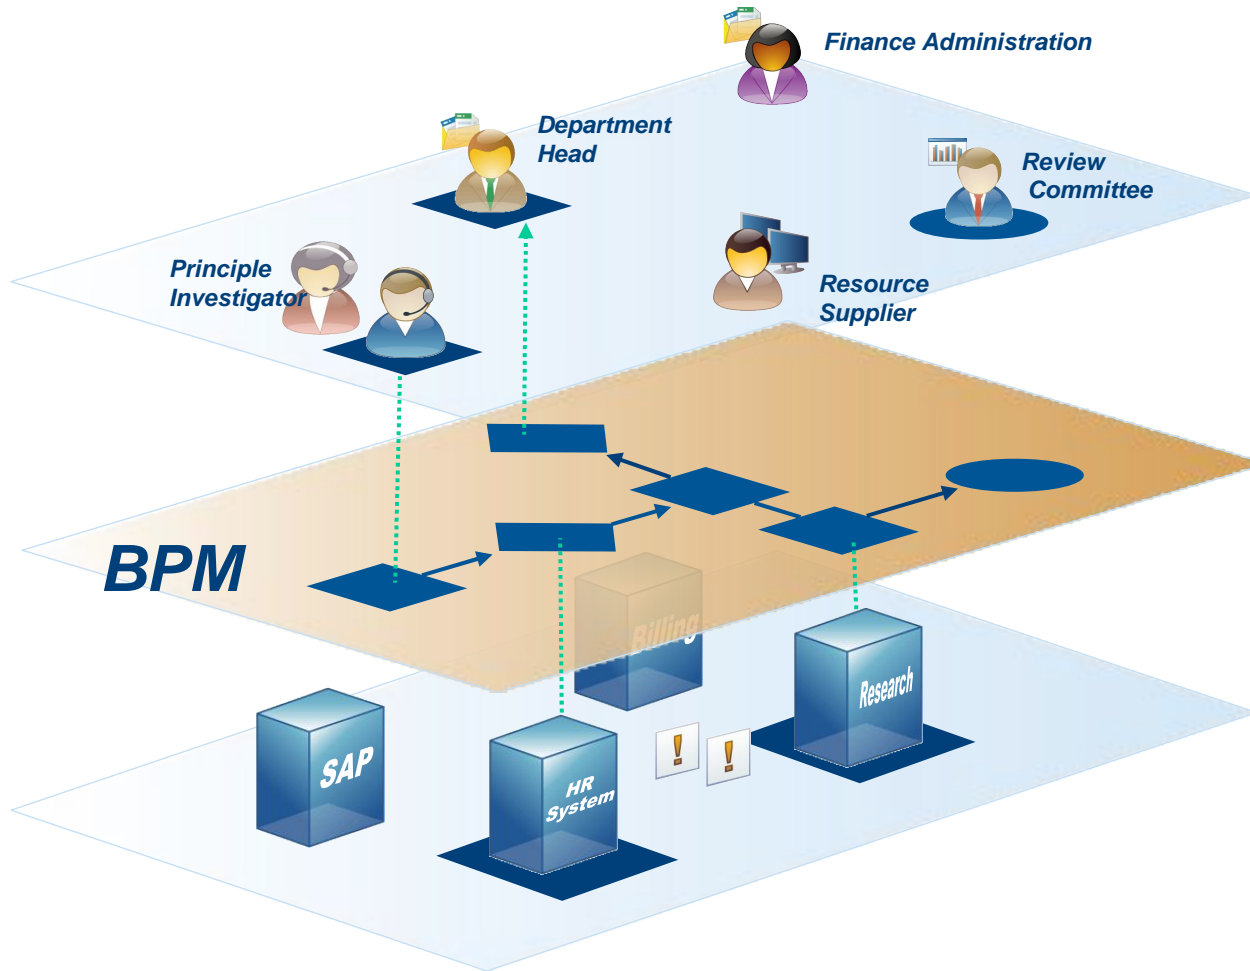 Finance Administration
Department
Head
Review
Committee
Principle
Investigator
Resource
Supplier
BPM
Billing
Research
SAP
HR
System
!
!